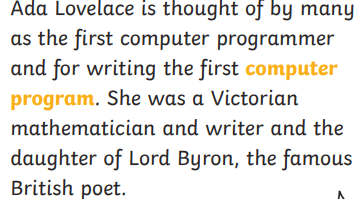 Ada Lovelace is thought of by many
as the first computer programmer
and for writing the first computer
program. She was a Victorian
mathematician and writer and the
daughter of Lord Byron, the famous
British poet.